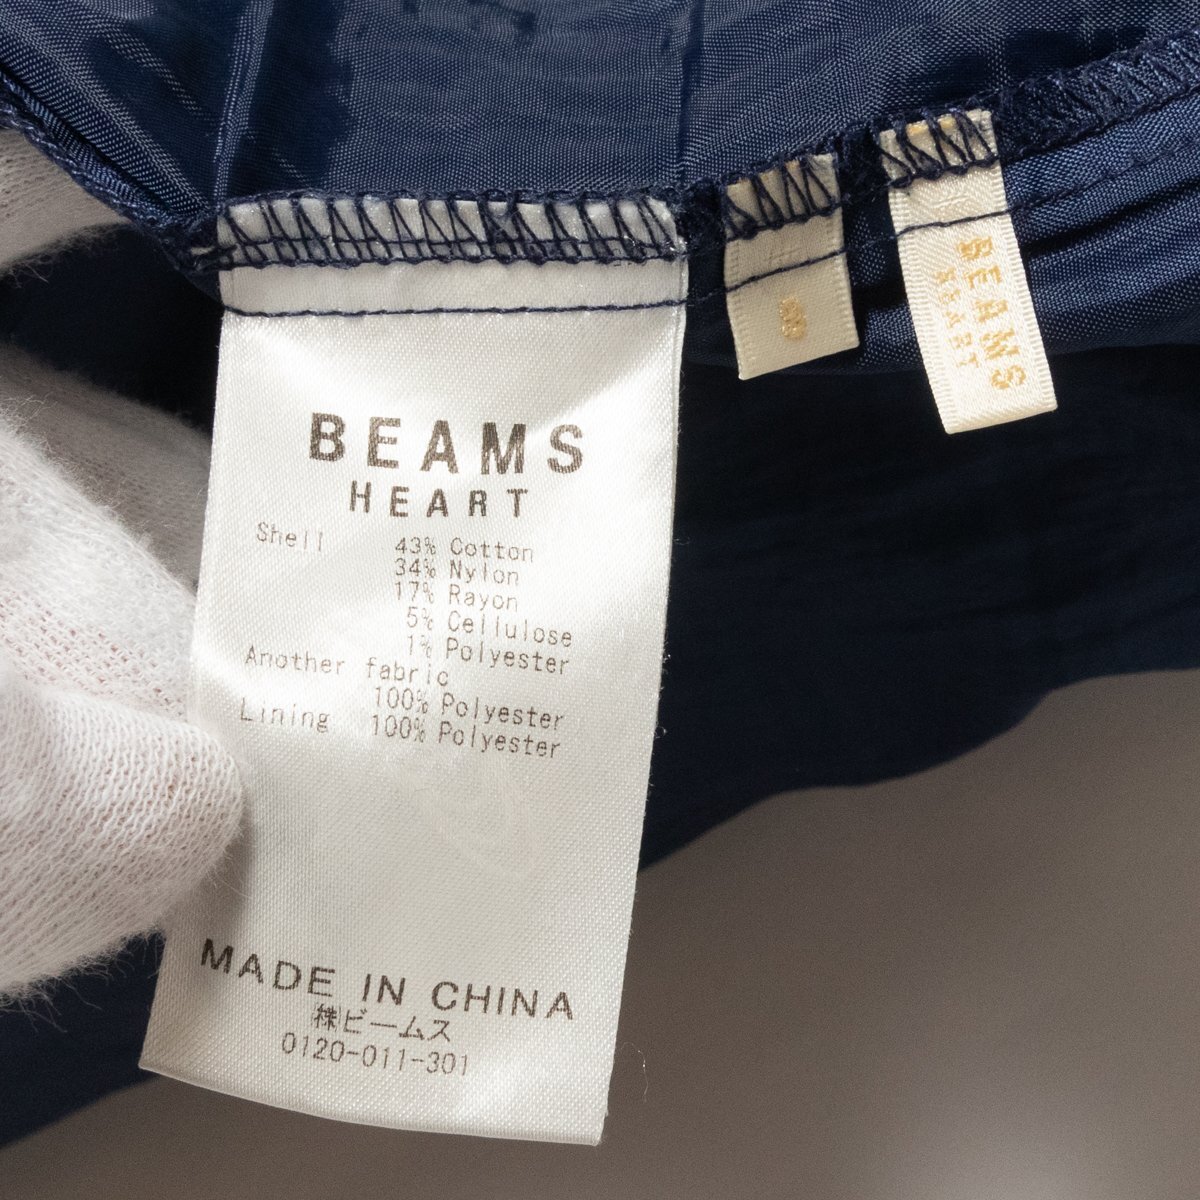 BEAMS
HEART
Shell 43% Cotton
34% Nylon
17% Rayon
5% Cellulose
1% Polyester
Another fabric
100% Polyester
Lining 100% Polyester
MADE IN CHINA
㈱ビームス
0120-011-301
BEAMS
HEART